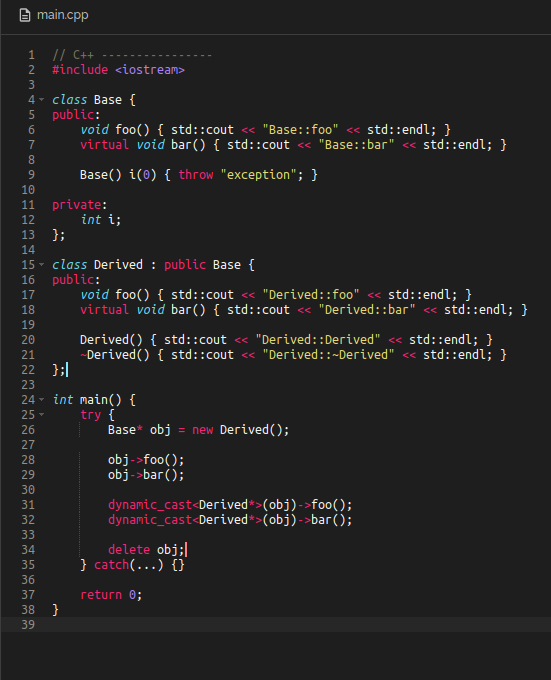 main.cpp
1 // C++ ----------------
2 #include <iostream>
3
4 class Base {
5 public:
6     void foo() { std::cout << "Base::foo" << std::endl; }
7     virtual void bar() { std::cout << "Base::bar" << std::endl; }
8
9     Base() i(0) { throw "exception"; }
10
11 private:
12     int i;
13 };
14
15 class Derived : public Base {
16 public:
17     void foo() { std::cout << "Derived::foo" << std::endl; }
18     virtual void bar() { std::cout << "Derived::bar" << std::endl; }
19
20     Derived() { std::cout << "Derived::Derived" << std::endl; }
21     ~Derived() { std::cout << "Derived::~Derived" << std::endl; }
22 };
23
24 int main() {
25     try {
26         Base* obj = new Derived();
27
28         obj->foo();
29         obj->bar();
30
31         dynamic_cast<Derived*>(obj)->foo();
32         dynamic_cast<Derived*>(obj)->bar();
33
34         delete obj;
35     } catch(...) {}
36
37     return 0;
38 }
39